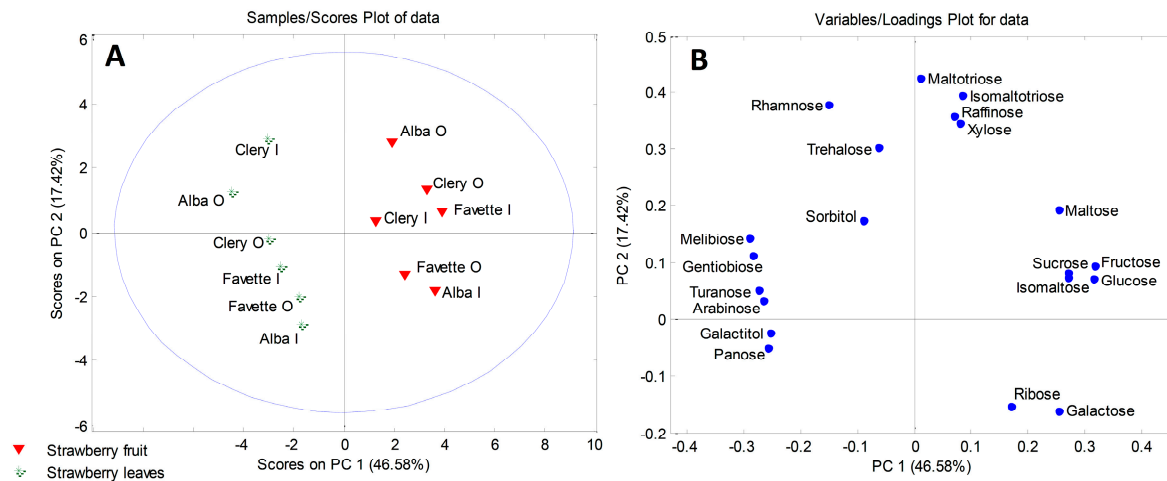 Samples/Scores Plot of data
A
Scores on PC 2 (17.42%)
6
4
2
0
-2
-4
-6
Clery I
Alba O
Alba O
Clery O
Clery I
Favette I
Clery O
Favette I
Favette O
Favette O
Alba I
Alba I
-4
-2
0
2
4
6
8
10
Scores on PC 1 (46.58%)
Strawberry fruit
Strawberry leaves
Variables/Loadings Plot for data
B
PC 2 (17.42%)
0.5
0.4
0.3
0.2
0.1
0
-0.1
-0.2
Maltotriose
Isomaltotriose
Rhamnose
Raffinose
Xylose
Trehalose
Sorbitol
Maltose
Melibiose
Gentiobiose
Sucrose
Fructose
Isomaltose
Glucose
Turanose
Arabinose
Galactitol
Panose
Ribose
Galactose
-0.4
-0.3
-0.2
-0.1
0
0.1
0.2
0.3
0.4
PC 1 (46.58%)